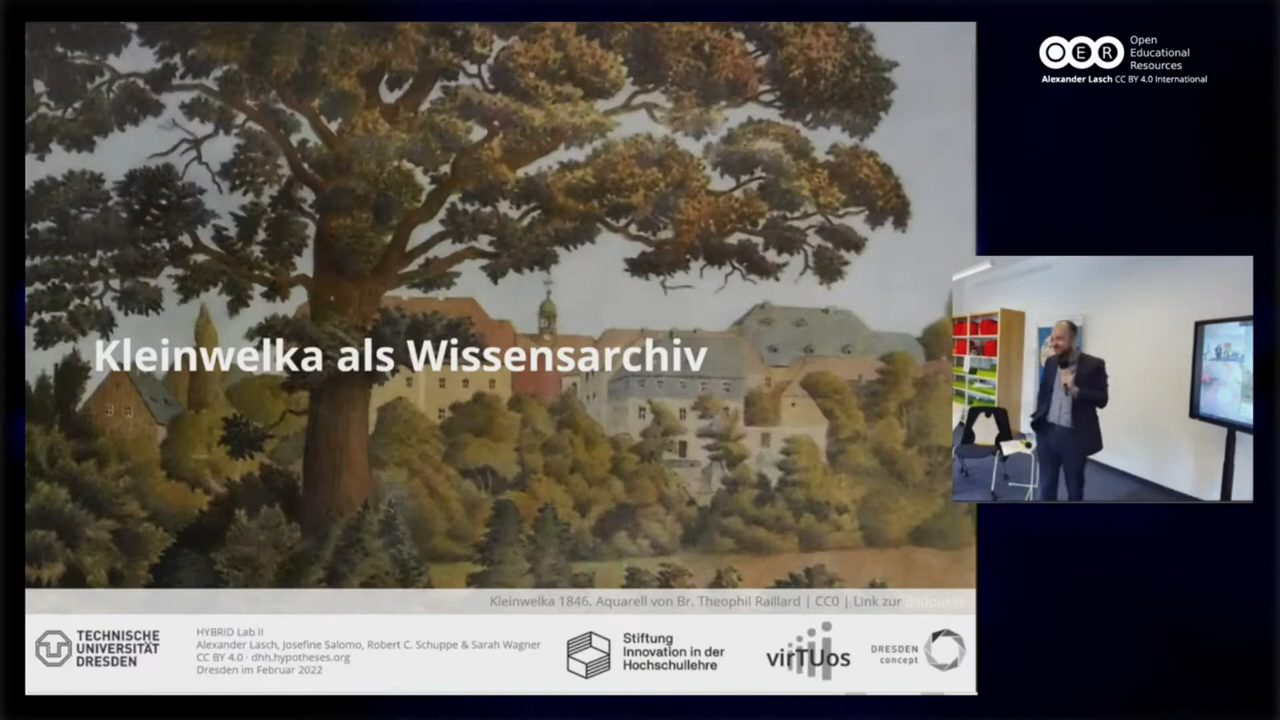 Kleinwelka als Wissensarchiv
Kleinwelka 1846. Aquarell von Br. Theophil Raillard | CC0 | Link zur Bildquelle
TECHNISCHE
UNIVERSITÄT
DRESDEN
HYBRID Lab II
Alexander Lasch, Josefine Salomo, Robert C. Schuppe & Sarah Wagner
CC BY 4.0 · dhh.hypotheses.org
Dresden im Februar 2022
Stiftung
Innovation in der
Hochschullehre
virTUos
DRESDEN
concept
OER
Open
Educational
Resources
Alexander Lasch CC BY 4.0 International